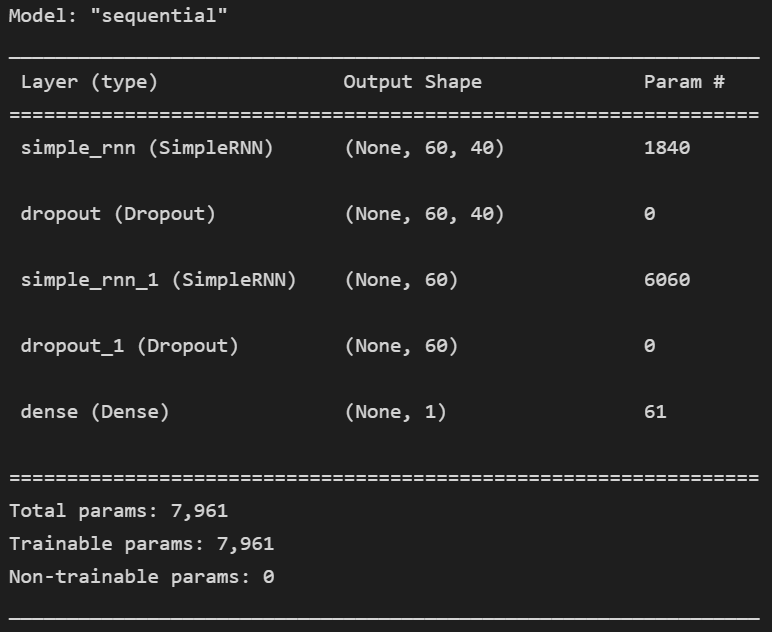 Model: "sequential"
_________________________________________________________________
Layer (type) Output Shape Param #
=================================================================
simple_rnn (SimpleRNN) (None, 60, 40) 1840
dropout (Dropout) (None, 60, 40) 0
simple_rnn_1 (SimpleRNN) (None, 60) 6060
dropout_1 (Dropout) (None, 60) 0
dense (Dense) (None, 1) 61
=================================================================
Total params: 7,961
Trainable params: 7,961
Non-trainable params: 0
_________________________________________________________________